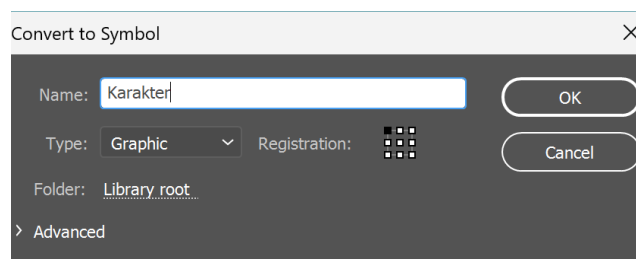 Convert to Symbol
Name: Karakter OK
Type: Graphic Registration: Cancel
Folder: Library root
Advanced